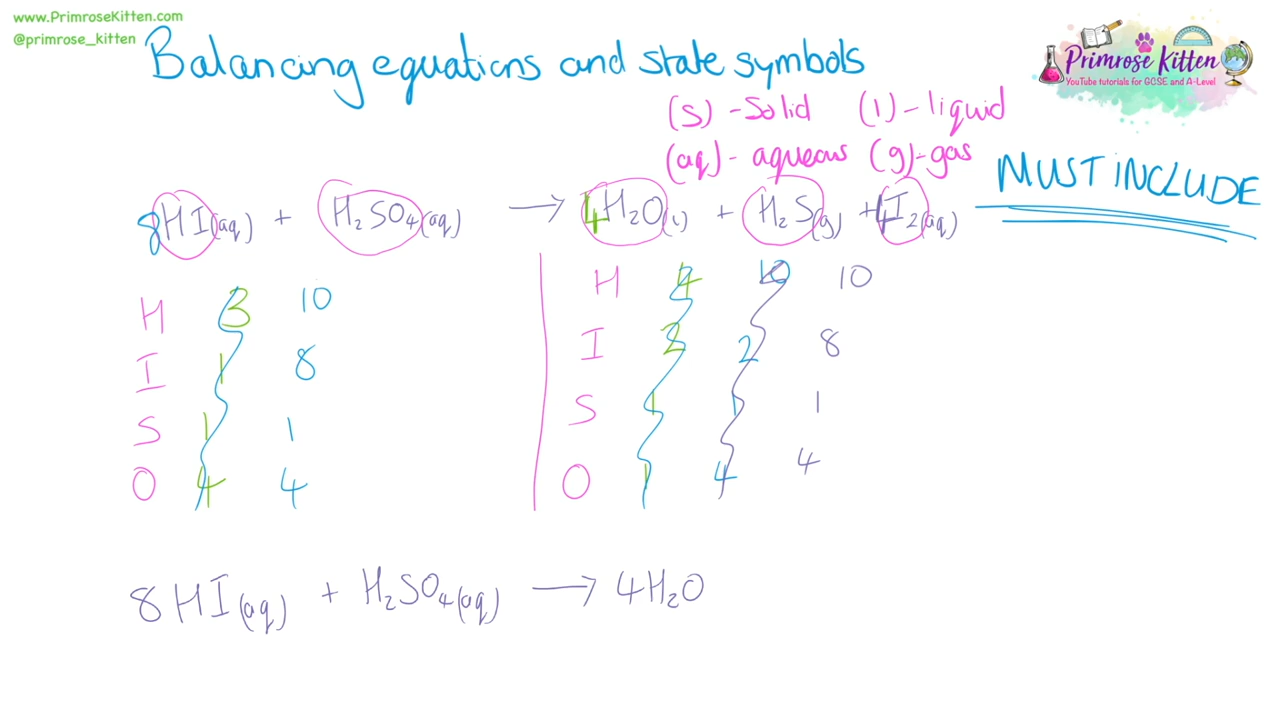 www.PrimroseKitten.com
@primrose_kitten
Balancing equations and state symbols
Primrose Kitten
YouTube tutorials for GCSE and A-Level
(s) - Solid (l) - liquid
(aq) - aqueous (g) - gas
MUST INCLUDE
8HI(aq) + H₂SO₄(aq) → 4H₂O(l) + H₂S(g) + 4I₂(aq)
H 3 10 H 4 10 10
I 1 8 I 2 2 8
S 1 1 S 1 1 1
O 4 4 O 1 4 4
8HI(aq) + H₂SO₄(aq) → 4H₂O